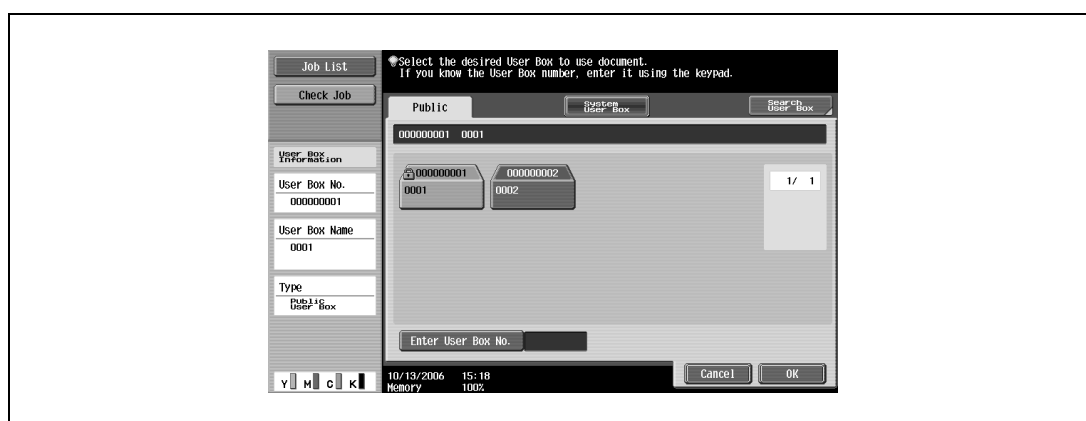 Job List
Check Job
Select the desired User Box to use document.
If you know the User Box number, enter it using the keypad.
Public
System
User Box
Search
User Box
000000001 0001
User Box
Information
User Box No.
000000001
User Box Name
0001
Type
Public
User Box
000000001
0001
000000002
0002
1/ 1
Enter User Box No.
Y M C K
10/13/2006 15:18
Memory 100%
Cancel
OK